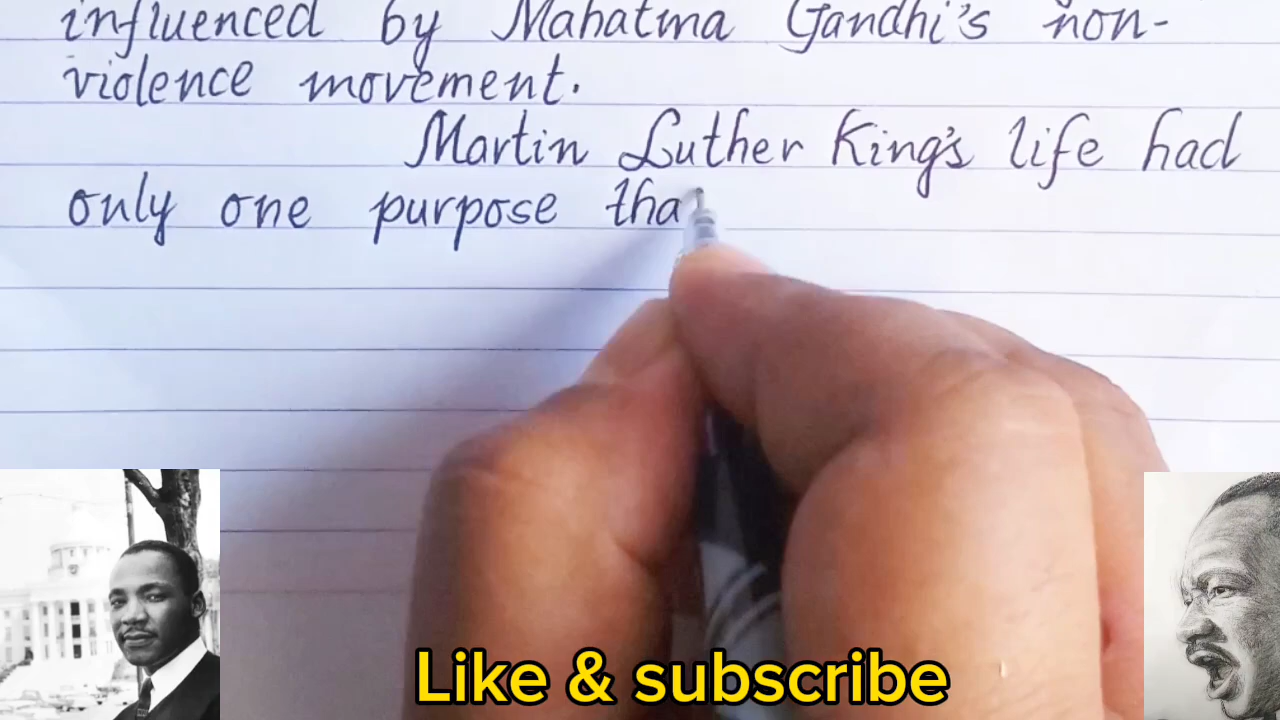 influenced by Mahatma Gandhi's non-
violence movement.
Martin Luther King's life had
only one purpose tha
Like & subscribe